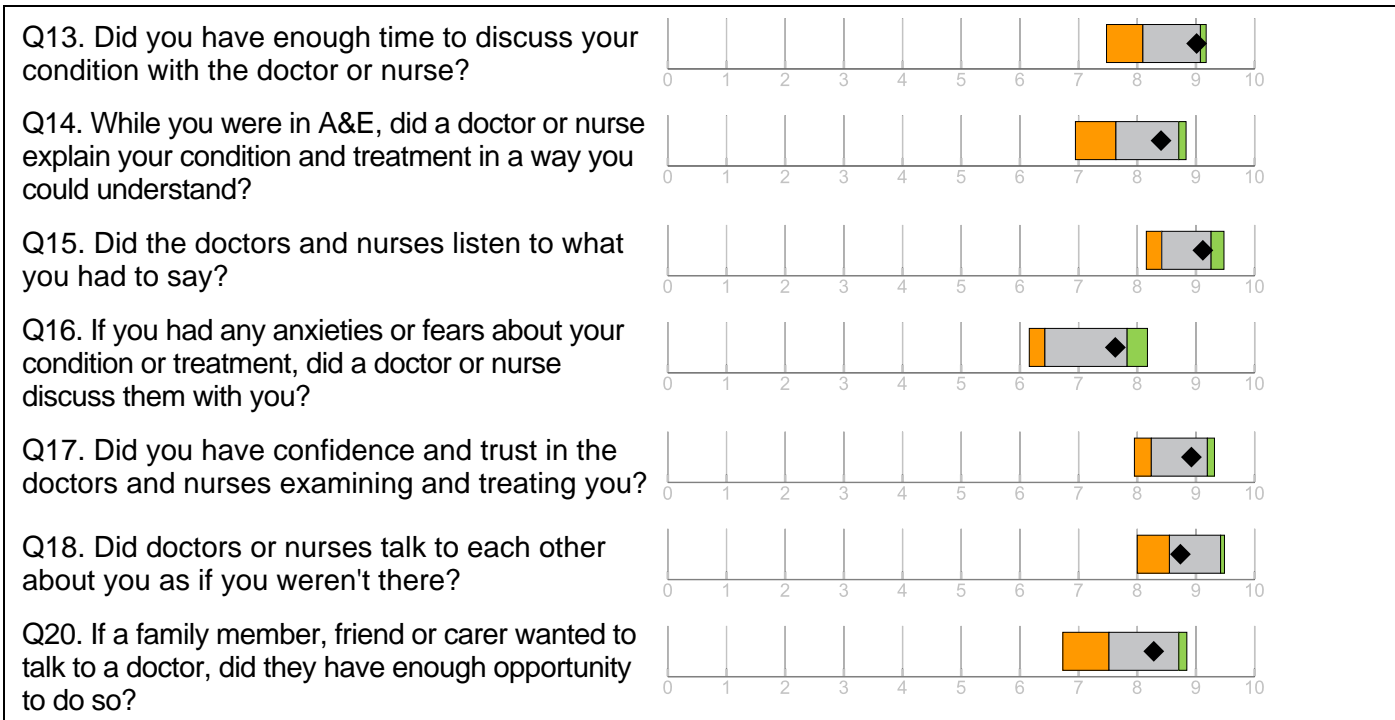 Q13. Did you have enough time to discuss your
condition with the doctor or nurse?
0 1 2 3 4 5 6 7 8 9 10
Q14. While you were in A&E, did a doctor or nurse
explain your condition and treatment in a way you
could understand?
0 1 2 3 4 5 6 7 8 9 10
Q15. Did the doctors and nurses listen to what
you had to say?
0 1 2 3 4 5 6 7 8 9 10
Q16. If you had any anxieties or fears about your
condition or treatment, did a doctor or nurse
discuss them with you?
0 1 2 3 4 5 6 7 8 9 10
Q17. Did you have confidence and trust in the
doctors and nurses examining and treating you?
0 1 2 3 4 5 6 7 8 9 10
Q18. Did doctors or nurses talk to each other
about you as if you weren't there?
0 1 2 3 4 5 6 7 8 9 10
Q20. If a family member, friend or carer wanted to
talk to a doctor, did they have enough opportunity
to do so?
0 1 2 3 4 5 6 7 8 9 10